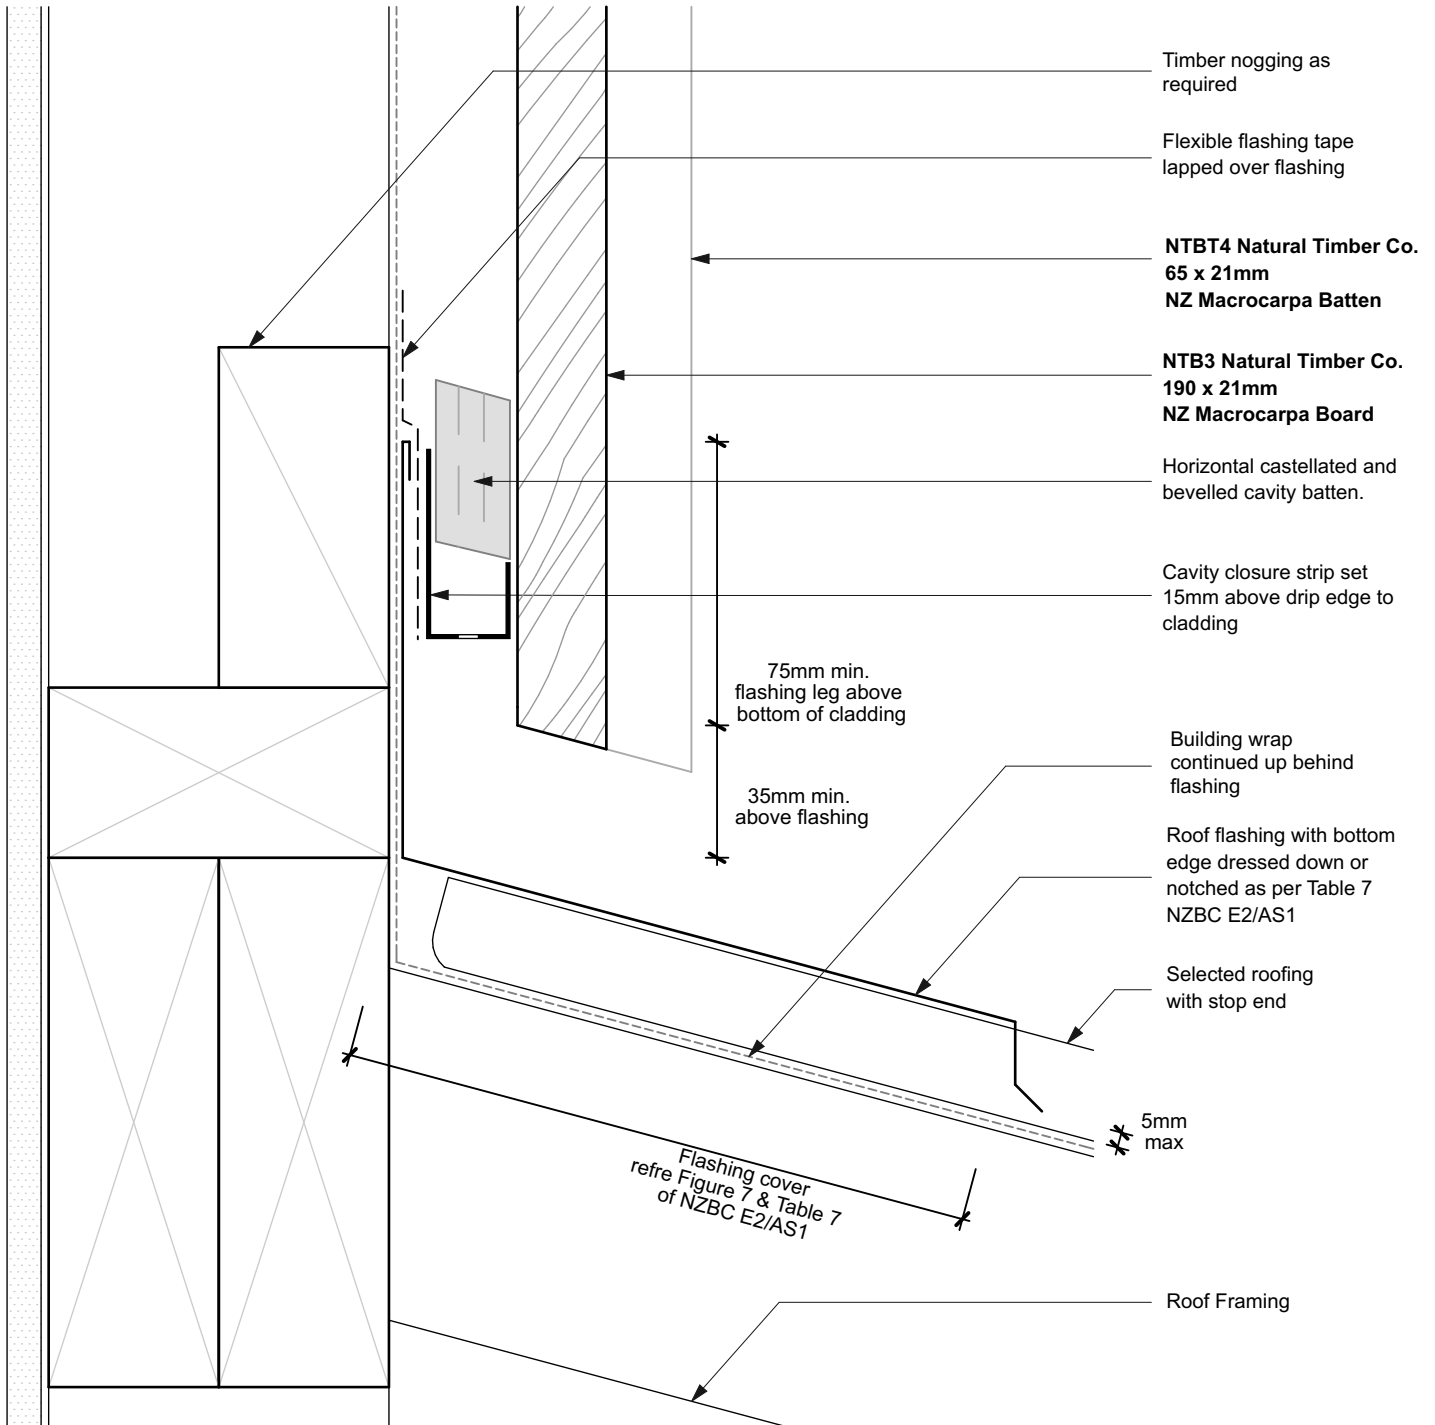 Timber nogging as
required
Flexible flashing tape
lapped over flashing
NTBT4 Natural Timber Co.
65 x 21mm
NZ Macrocarpa Batten
NTB3 Natural Timber Co.
190 x 21mm
NZ Macrocarpa Board
Horizontal castellated and
bevelled cavity batten.
Cavity closure strip set
15mm above drip edge to
cladding
75mm min.
flashing leg above
bottom of cladding
35mm min.
above flashing
Building wrap
continued up behind
flashing
Roof flashing with bottom
edge dressed down or
notched as per Table 7
NZBC E2/AS1
Selected roofing
with stop end
5mm
max
Flashing cover
refre Figure 7 & Table 7
of NZBC E2/AS1
Roof Framing